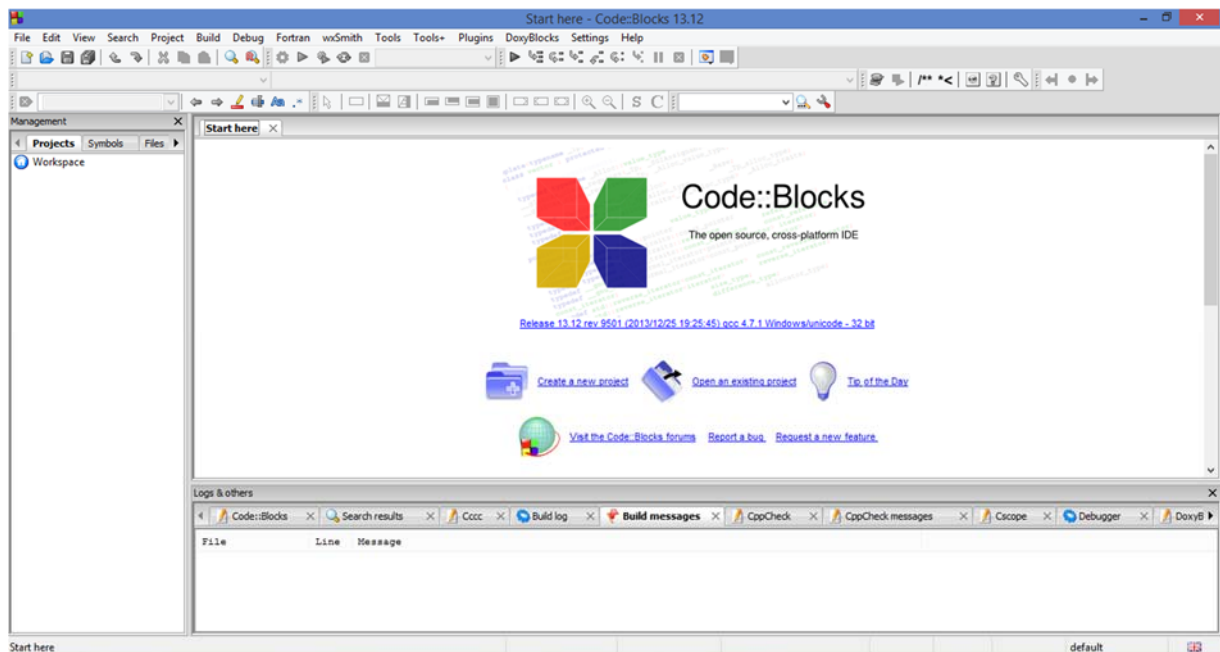 Start here - Code::Blocks 13.12
File Edit View Search Project Build Debug Fortran wxSmith Tools Tools+ Plugins DoxyBlocks Settings Help
/** *<
S C
Management
Projects Symbols Files
Workspace
Start here
Code::Blocks
The open source, cross-platform IDE
Release 13.12 rev 9501 (2013/12/25 19:25:45) gcc 4.7.1 Windows/unicode - 32 bit
Create a new project Open an existing project Tip of the Day
Visit the Code::Blocks forums Report a bug Request a new feature
Logs & others
Code::Blocks Search results Cccc Build log Build messages CppCheck CppCheck messages Cscope Debugger DoxyB
File Line Message
Start here default